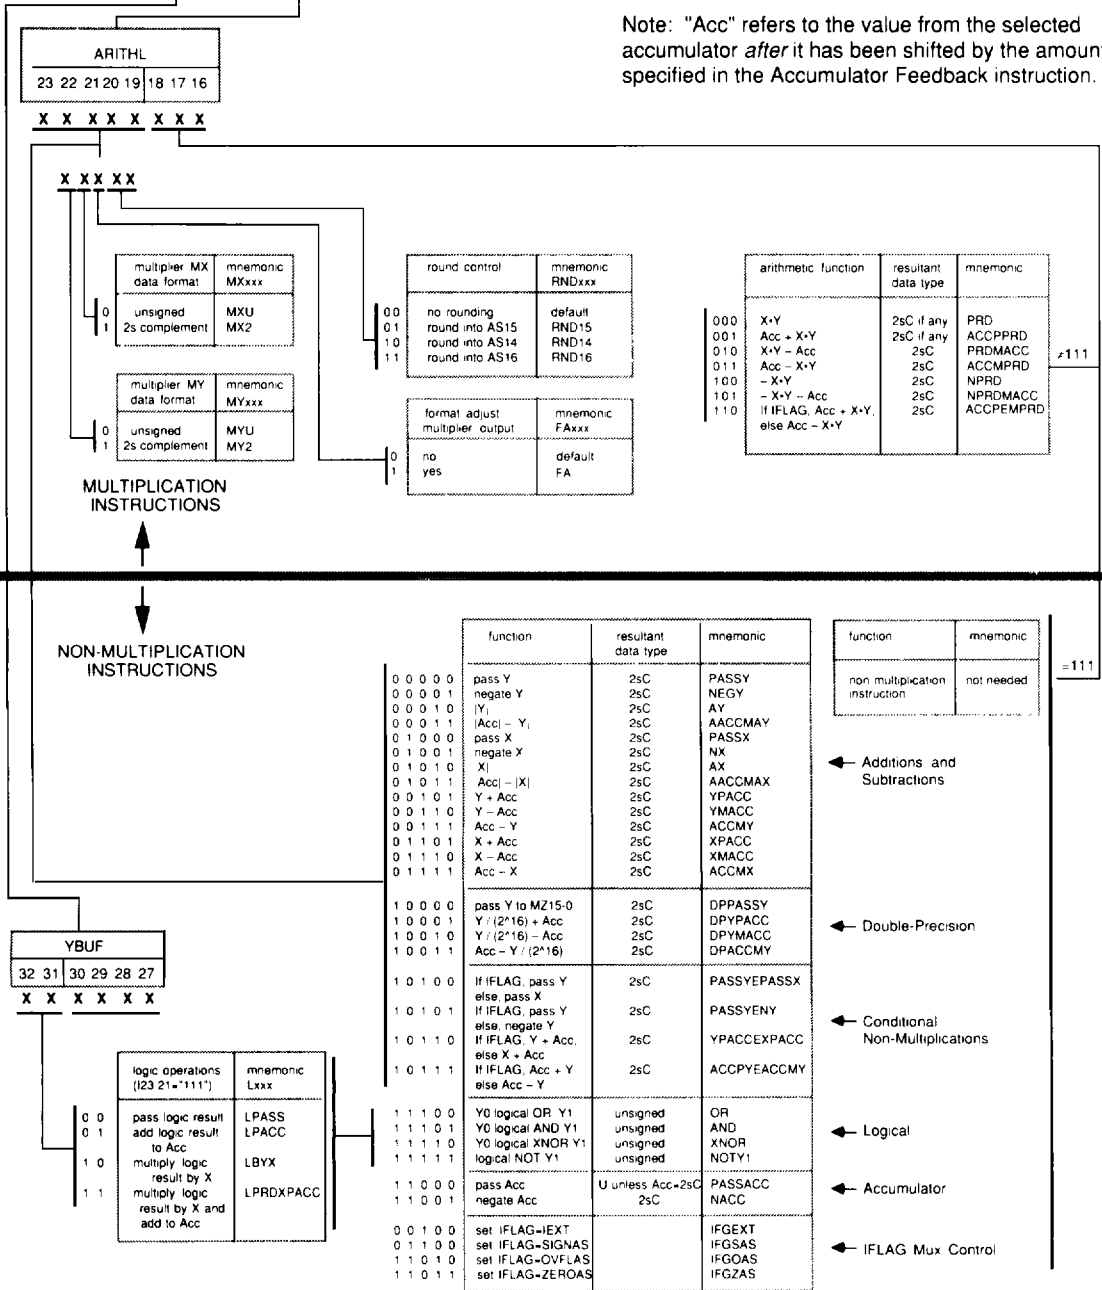 Note: "Acc" refers to the value from the selected
accumulator after it has been shifted by the amoun
specified in the Accumulator Feedback instruction.
ARITHL
23 22 21 20 19 18 17 16
X X X X X X X X
X X X X X
multiplier MX data format mnemonic MXxxx
0 unsigned MXU
1 2s complement MX2
multiplier MY data format mnemonic MYxxx
0 unsigned MYU
1 2s complement MY2
round control mnemonic RNDxxx
0 0 no rounding default
0 1 round into AS15 RND15
1 0 round into AS14 RND14
1 1 round into AS16 RND16
format adjust multiplier output mnemonic FAxxx
0 no default
1 yes FA
arithmetic function resultant data type mnemonic
000 X•Y 2sC if any PRD
001 Acc + X•Y 2sC if any ACCPPRD
010 X•Y – Acc 2sC PRDMACC
011 Acc – X•Y 2sC ACCMPRD
100 – X•Y 2sC NPRD
101 – X•Y – Acc 2sC NPRDMACC
110 If IFLAG, Acc + X•Y, 2sC ACCPEMPRD
else Acc – X•Y
≠111
MULTIPLICATION
INSTRUCTIONS
NON-MULTIPLICATION
INSTRUCTIONS
function resultant data type mnemonic
0 0 0 0 0 pass Y 2sC PASSY
0 0 0 0 1 negate Y 2sC NEGY
0 0 0 1 0 |Y| 2sC AY
0 0 0 1 1 |Acc| – Y| 2sC AACCMAY
0 1 0 0 0 pass X 2sC PASSX
0 1 0 0 1 negate X 2sC NX
0 1 0 1 0 X| 2sC AX
0 1 0 1 1 Acc| – |X| 2sC AACCMAX
0 0 1 0 1 Y + Acc 2sC YPACC
0 0 1 1 0 Y – Acc 2sC YMACC
0 0 1 1 1 Acc – Y 2sC ACCMY
0 1 1 0 1 X + Acc 2sC XPACC
0 1 1 1 0 X – Acc 2sC XMACC
0 1 1 1 1 Acc – X 2sC ACCMX
Additions and
Subtractions
1 0 0 0 0 pass Y to MZ15-0 2sC DPPASSY
1 0 0 0 1 Y / (2^16) + Acc 2sC DPYPACC
1 0 0 1 0 Y / (2^16) – Acc 2sC DPYMACC
1 0 0 1 1 Acc – Y / (2^16) 2sC DPACCMY
Double-Precision
1 0 1 0 0 If IFLAG, pass Y 2sC PASSYEPASSX
else, pass X
1 0 1 0 1 If IFLAG, pass Y 2sC PASSYENY
else, negate Y
1 0 1 1 0 If IFLAG, Y + Acc, 2sC YPACCEXPACC
else X + Acc
1 0 1 1 1 If IFLAG, Acc + Y 2sC ACCPYEACCMY
else Acc – Y
Conditional
Non-Multiplications
1 1 1 0 0 Y0 logical OR Y1 unsigned OR
1 1 1 0 1 Y0 logical AND Y1 unsigned AND
1 1 1 1 0 Y0 logical XNOR Y1 unsigned XNOR
1 1 1 1 1 logical NOT Y1 unsigned NOTY1
Logical
1 1 0 0 0 pass Acc U unless Acc=2sC PASSACC
1 1 0 0 1 negate Acc 2sC NACC
Accumulator
0 0 1 0 0 set IFLAG=IEXT IFGEXT
0 1 1 0 0 set IFLAG=SIGNAS IFGSAS
1 1 0 1 0 set IFLAG=OVFLAS IFGOAS
1 1 0 1 1 set IFLAG=ZEROAS IFGZAS
IFLAG Mux Control
function mnemonic
non multiplication instruction not needed
=111
YBUF
32 31 30 29 28 27
X X X X X X
logic operations (I23 21="111") mnemonic Lxxx
0 0 pass logic result LPASS
0 1 add logic result to Acc LPACC
1 0 multiply logic result by X LBYX
1 1 multiply logic result by X and add to Acc LPRDXPACC